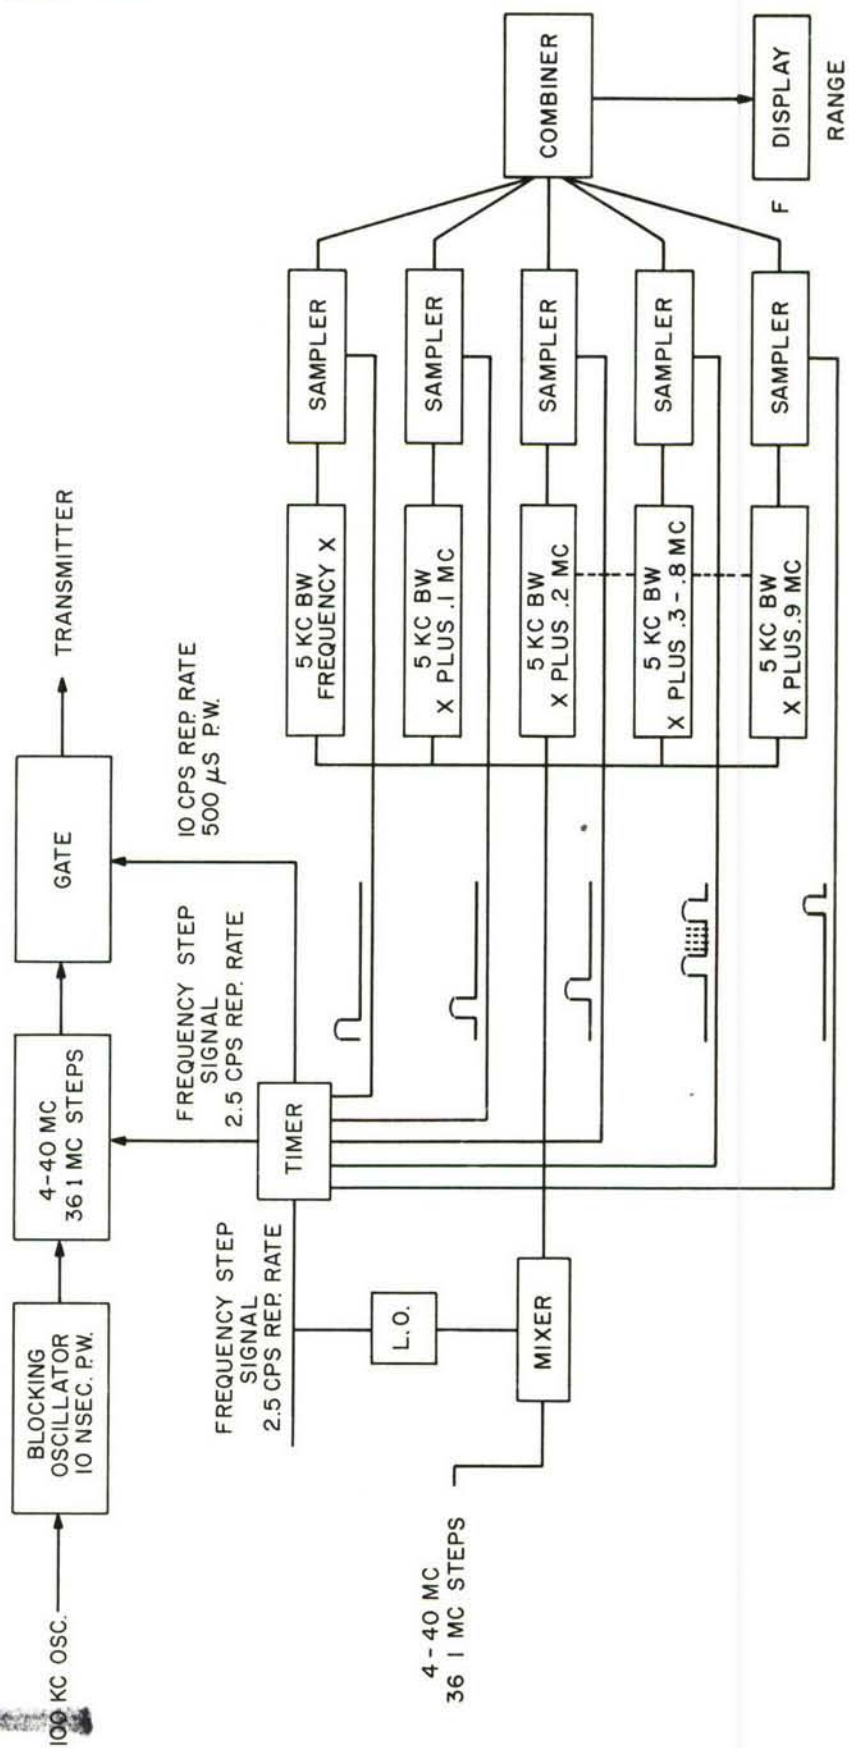 100 KC OSC.
BLOCKING
OSCILLATOR
10 NSEC. P.W.
4-40 MC
36 1 MC STEPS
GATE
TRANSMITTER
FREQUENCY STEP
SIGNAL
2.5 CPS REP. RATE
10 CPS REP. RATE
500 μS P.W.
FREQUENCY STEP
SIGNAL
2.5 CPS REP. RATE
TIMER
L.O.
MIXER
4-40 MC
36 1 MC STEPS
5 KC BW
FREQUENCY X
SAMPLER
5 KC BW
X PLUS .1 MC
SAMPLER
5 KC BW
X PLUS .2 MC
SAMPLER
5 KC BW
X PLUS .3-.8 MC
SAMPLER
5 KC BW
X PLUS .9 MC
SAMPLER
COMBINER
F
DISPLAY
RANGE